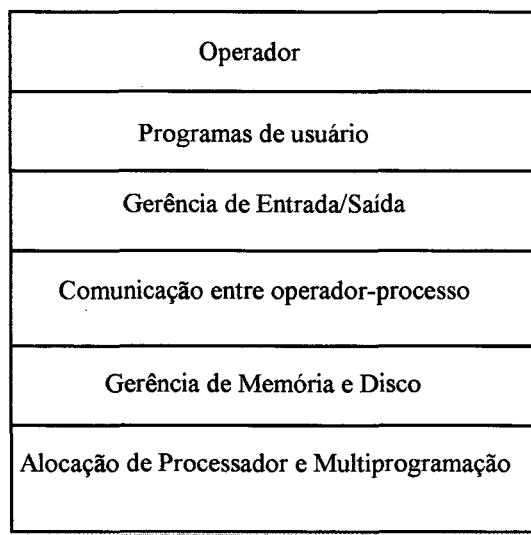 Operador
Programas de usuário
Gerência de Entrada/Saída
Comunicação entre operador-processo
Gerência de Memória e Disco
Alocação de Processador e Multiprogramação